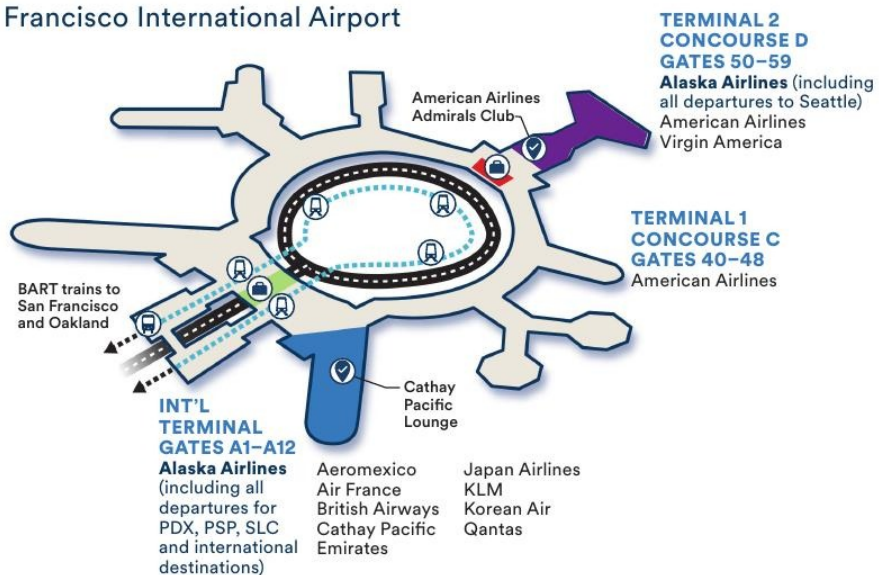 Francisco International Airport
TERMINAL 2
CONCOURSE D
GATES 50–59
Alaska Airlines (including
all departures to Seattle)
American Airlines
Virgin America
American Airlines
Admirals Club
TERMINAL 1
CONCOURSE C
GATES 40–48
American Airlines
BART trains to
San Francisco
and Oakland
Cathay
Pacific
Lounge
INT'L
TERMINAL
GATES A1–A12
Alaska Airlines
(including all
departures for
PDX, PSP, SLC
and international
destinations)
Aeromexico
Air France
British Airways
Cathay Pacific
Emirates
Japan Airlines
KLM
Korean Air
Qantas